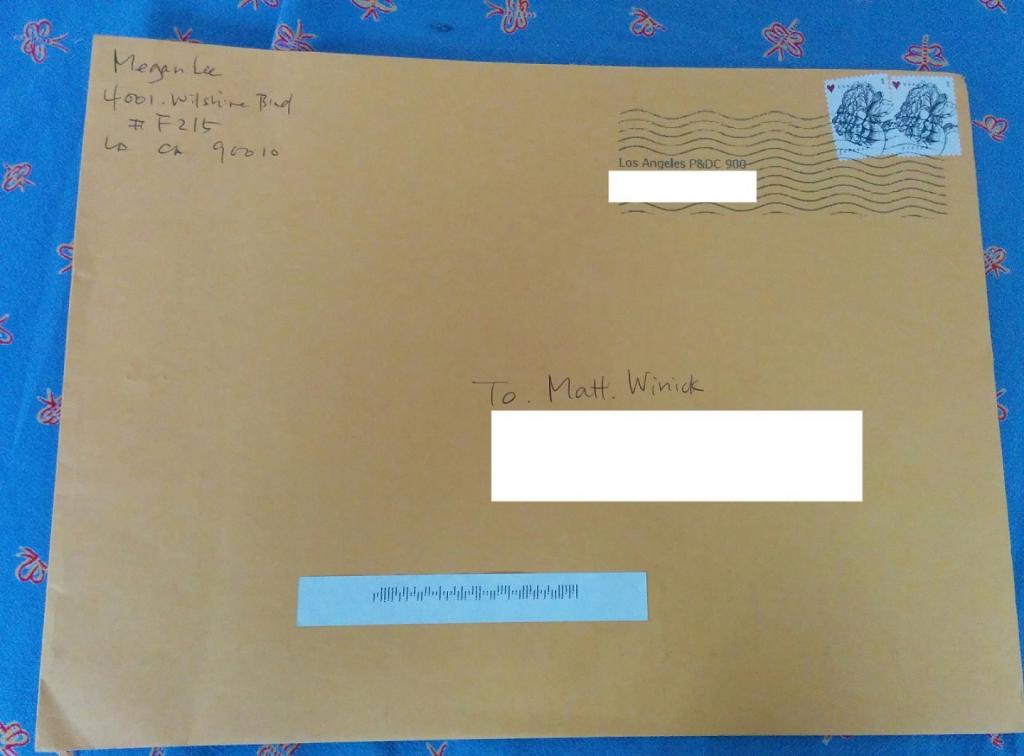 Megan Lee
4001. Wilshire Blvd
# F215
LA CA 90010
Los Angeles P&DC 900
To. Matt. Winick